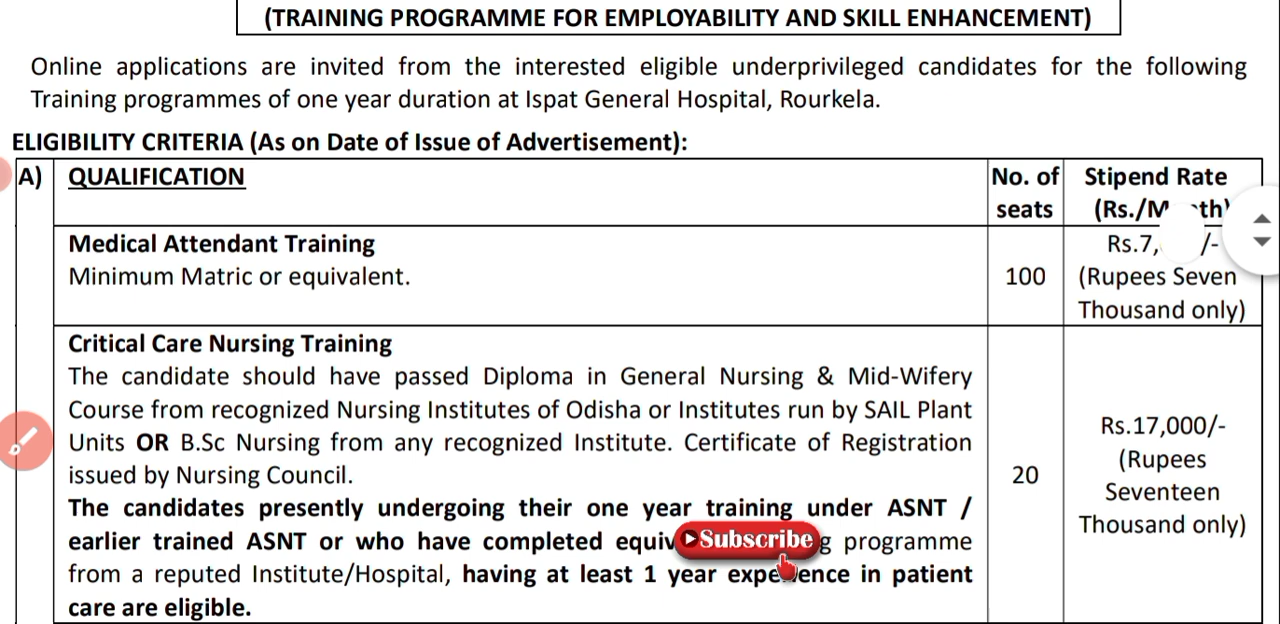 (TRAINING PROGRAMME FOR EMPLOYABILITY AND SKILL ENHANCEMENT)
Online applications are invited from the interested eligible underprivileged candidates for the following
Training programmes of one year duration at Ispat General Hospital, Rourkela.
ELIGIBILITY CRITERIA (As on Date of Issue of Advertisement):
A) QUALIFICATION
No. of
seats
Stipend Rate
(Rs./M th)
Medical Attendant Training
Minimum Matric or equivalent.
100
Rs.7, /-
(Rupees Seven
Thousand only)
Critical Care Nursing Training
The candidate should have passed Diploma in General Nursing & Mid-Wifery
Course from recognized Nursing Institutes of Odisha or Institutes run by SAIL Plant
Units OR B.Sc Nursing from any recognized Institute. Certificate of Registration
issued by Nursing Council.
The candidates presently undergoing their one year training under ASNT /
earlier trained ASNT or who have completed equiv g programme
from a reputed Institute/Hospital, having at least 1 year experience in patient
care are eligible.
20
Rs.17,000/-
(Rupees
Seventeen
Thousand only)
Subscribe